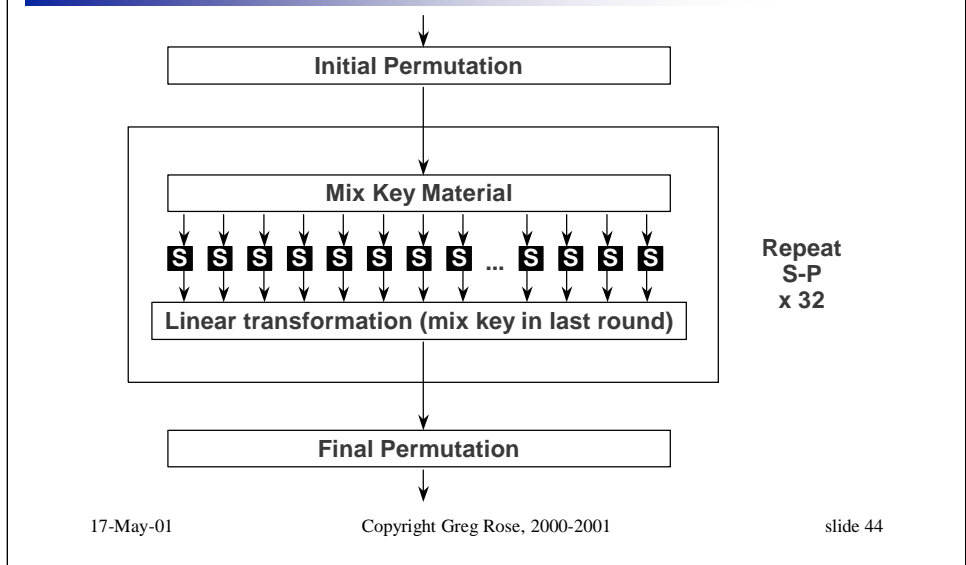 Initial Permutation
Mix Key Material
S S S S S S S S ... S S S S
Repeat
S-P
x 32
Linear transformation (mix key in last round)
Final Permutation
17-May-01 Copyright Greg Rose, 2000-2001 slide 44